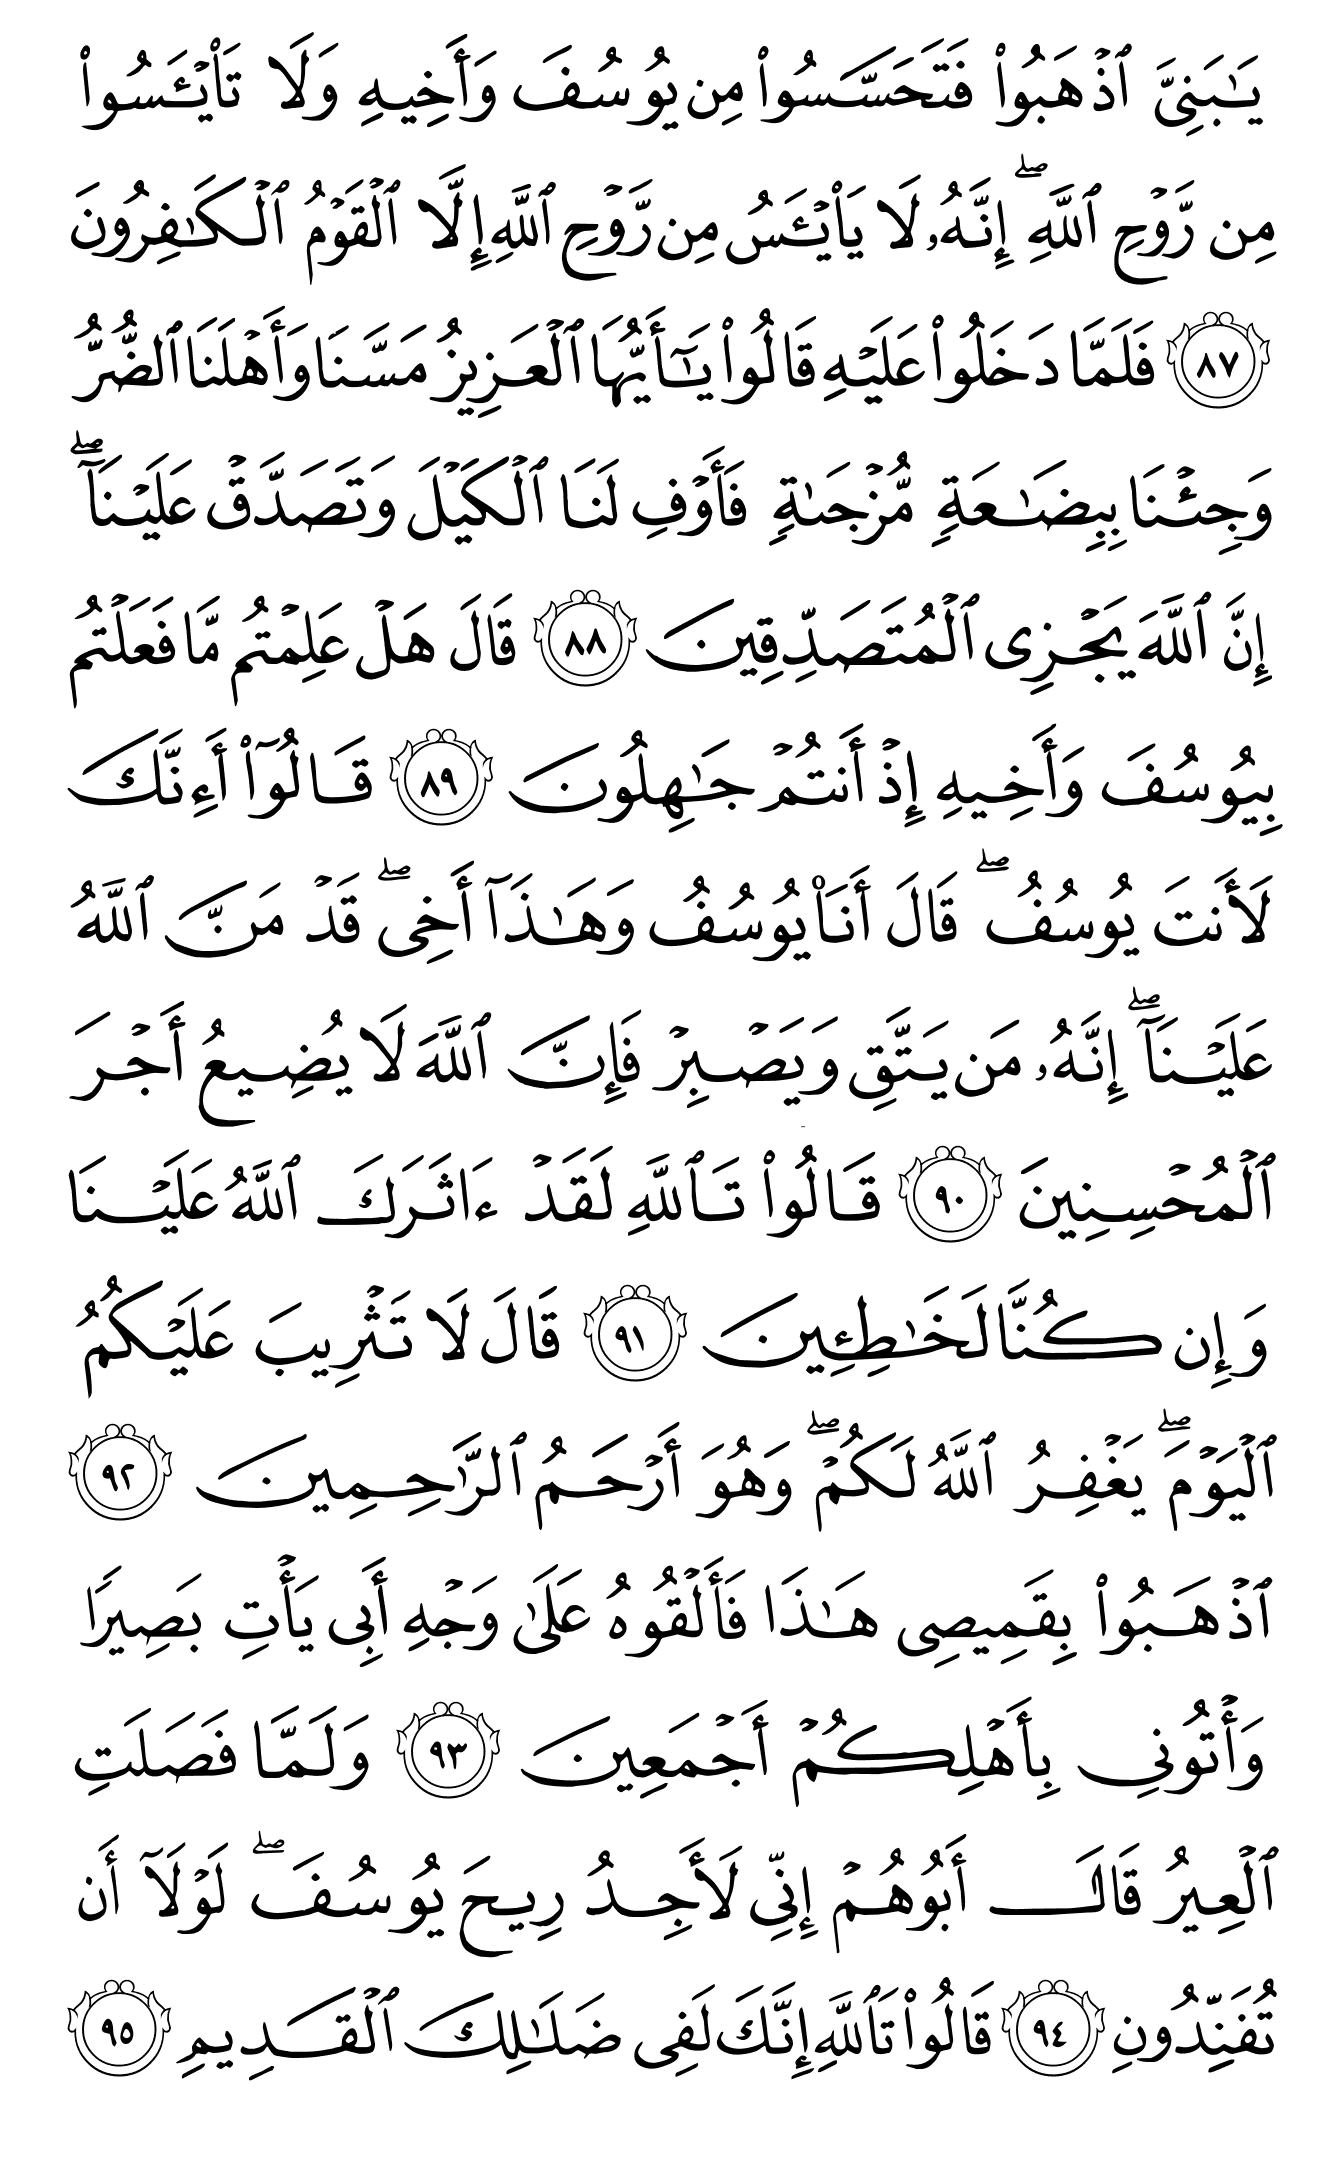 يَٰبَنِىَّ ٱذْهَبُوا۟ فَتَحَسَّسُوا۟ مِن يُوسُفَ وَأَخِيهِ وَلَا تَا۟يْـَٔسُوا۟
مِن رَّوْحِ ٱللَّهِ ۖ إِنَّهُۥ لَا يَا۟يْـَٔسُ مِن رَّوْحِ ٱللَّهِ إِلَّا ٱلْقَوْمُ ٱلْكَٰفِرُونَ
٨٧ فَلَمَّا دَخَلُوا۟ عَلَيْهِ قَالُوا۟ يَٰٓأَيُّهَا ٱلْعَزِيزُ مَسَّنَا وَأَهْلَنَا ٱلضُّرُّ
وَجِئْنَا بِبِضَٰعَةٍ مُّزْجَىٰةٍ فَأَوْفِ لَنَا ٱلْكَيْلَ وَتَصَدَّقْ عَلَيْنَآ ۖ
إِنَّ ٱللَّهَ يَجْزِى ٱلْمُتَصَدِّقِينَ ٨٨ قَالَ هَلْ عَلِمْتُم مَّا فَعَلْتُم
بِيُوسُفَ وَأَخِيهِ إِذْ أَنتُمْ جَٰهِلُونَ ٨٩ قَالُوٓا۟ أَءِنَّكَ
لَأَنتَ يُوسُفُ ۖ قَالَ أَنَا۠ يُوسُفُ وَهَٰذَآ أَخِى ۖ قَدْ مَنَّ ٱللَّهُ
عَلَيْنَآ ۖ إِنَّهُۥ مَن يَتَّقِ وَيَصْبِرْ فَإِنَّ ٱللَّهَ لَا يُضِيعُ أَجْرَ
ٱلْمُحْسِنِينَ ٩٠ قَالُوا۟ تَٱللَّهِ لَقَدْ ءَاثَرَكَ ٱللَّهُ عَلَيْنَا
وَإِن كُنَّا لَخَٰطِـِٔينَ ٩١ قَالَ لَا تَثْرِيبَ عَلَيْكُمُ
ٱلْيَوْمَ ۖ يَغْفِرُ ٱللَّهُ لَكُمْ ۖ وَهُوَ أَرْحَمُ ٱلرَّٰحِمِينَ ٩٢
ٱذْهَبُوا۟ بِقَمِيصِى هَٰذَا فَأَلْقُوهُ عَلَىٰ وَجْهِ أَبِى يَأْتِ بَصِيرًا
وَأْتُونِى بِأَهْلِكُمْ أَجْمَعِينَ ٩٣ وَلَمَّا فَصَلَتِ
ٱلْعِيرُ قَالَ أَبُوهُمْ إِنِّى لَأَجِدُ رِيحَ يُوسُفَ ۖ لَوْلَآ أَن
تُفَنِّدُونِ ٩٤ قَالُوا۟ تَٱللَّهِ إِنَّكَ لَفِى ضَلَٰلِكَ ٱلْقَدِيمِ ٩٥